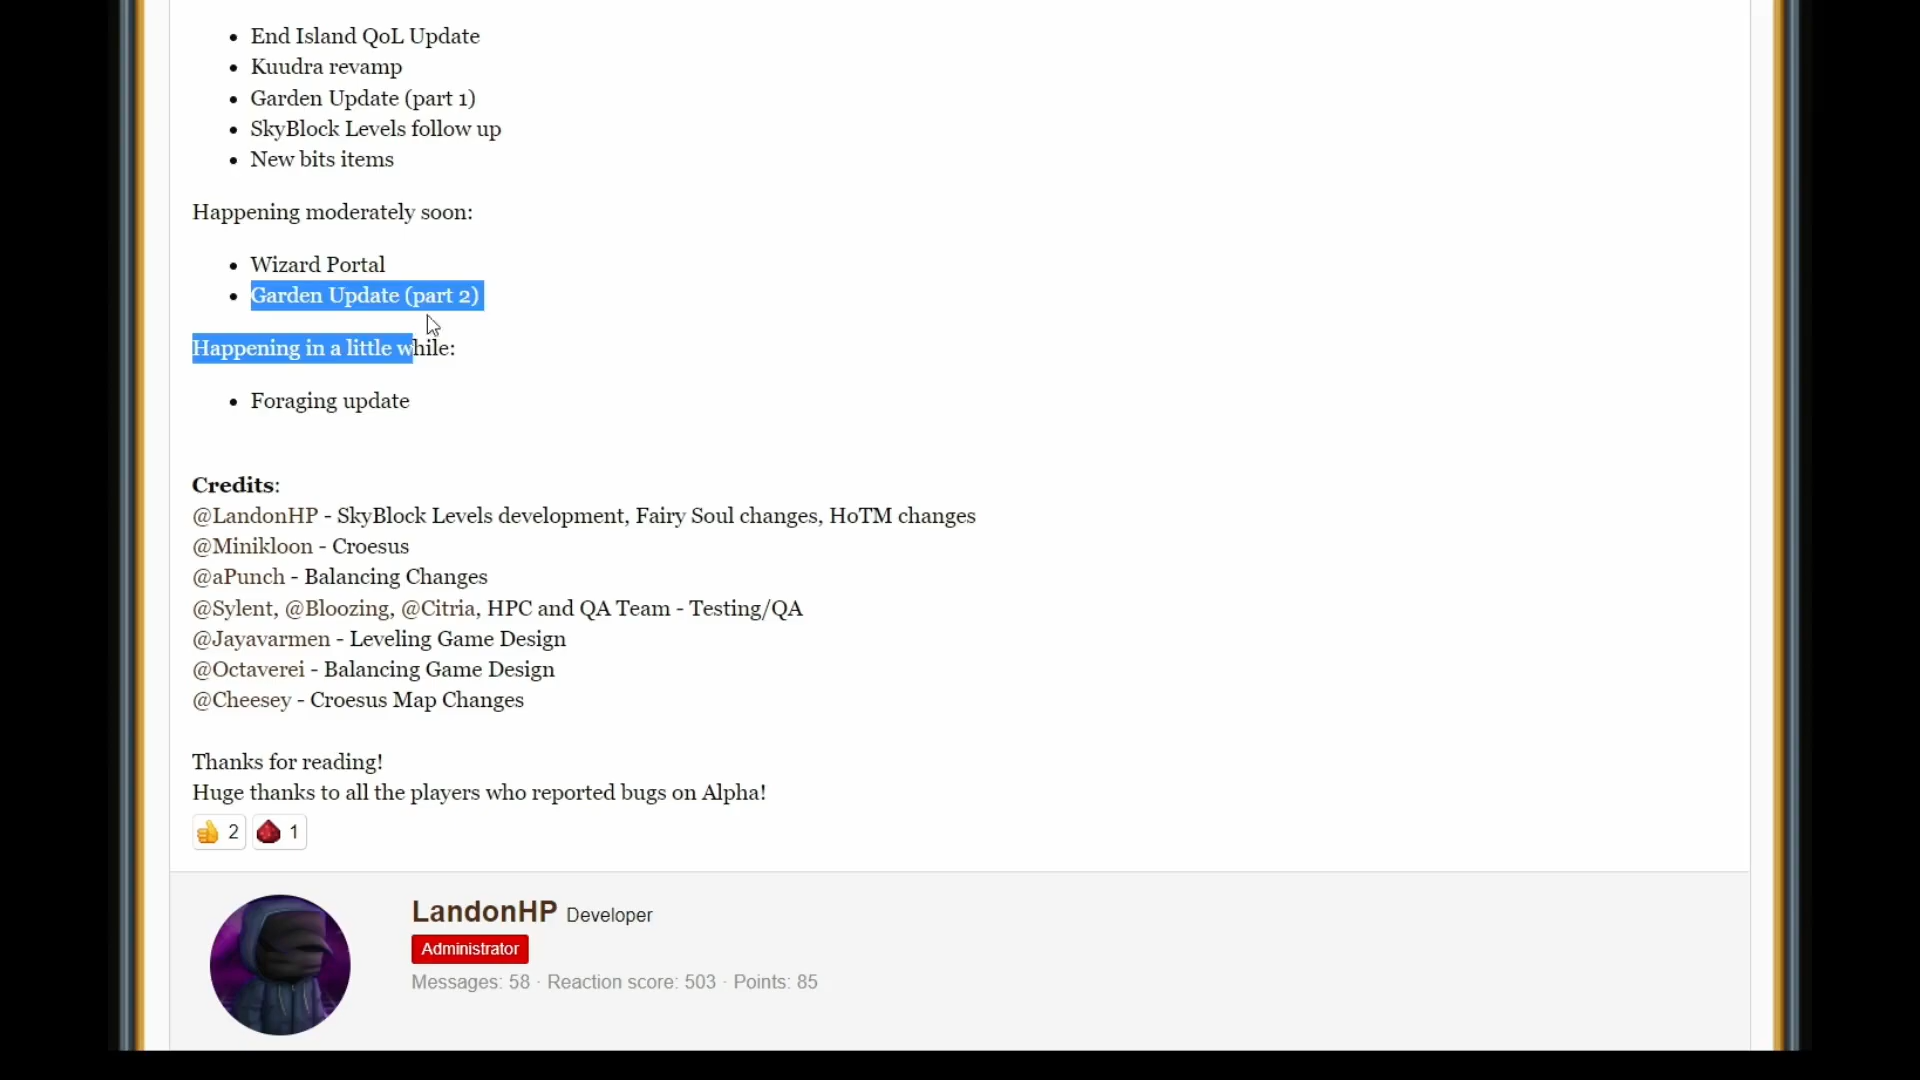 End Island QoL Update
Kuudra revamp
Garden Update (part 1)
SkyBlock Levels follow up
New bits items
Happening moderately soon:
Wizard Portal
Garden Update (part 2)
Happening in a little while:
Foraging update
Credits:
@LandonHP - SkyBlock Levels development, Fairy Soul changes, HoTM changes
@Minikloon - Croesus
@aPunch - Balancing Changes
@Sylent, @Bloozing, @Citria, HPC and QA Team - Testing/QA
@Jayavarmen - Leveling Game Design
@Octaverei - Balancing Game Design
@Cheesey - Croesus Map Changes
Thanks for reading!
Huge thanks to all the players who reported bugs on Alpha!
2 1
LandonHP Developer
Administrator
Messages: 58 · Reaction score: 503 · Points: 85